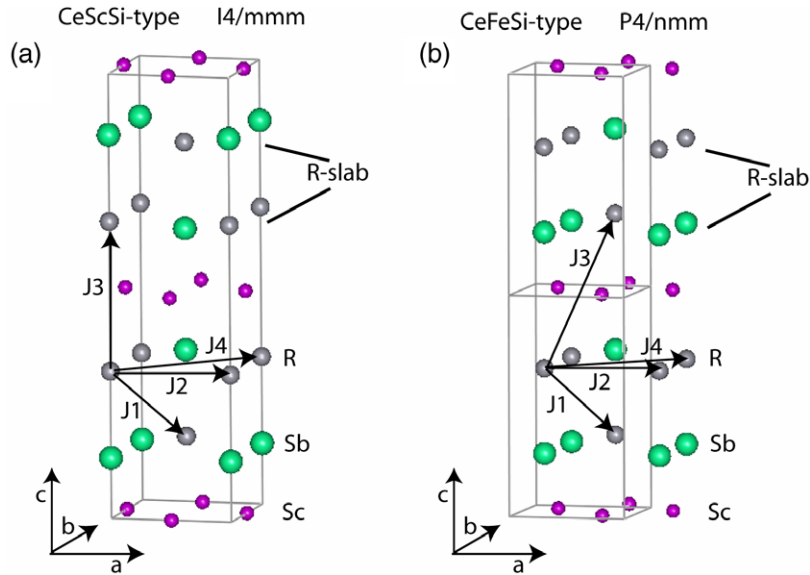 CeScSi-type I4/mmm
(a)
R-slab
J3
J4
R
J2
J1
Sb
Sc
c
b
a
CeFeSi-type P4/nmm
(b)
R-slab
J3
J4
R
J2
J1
Sb
Sc
c
b
a